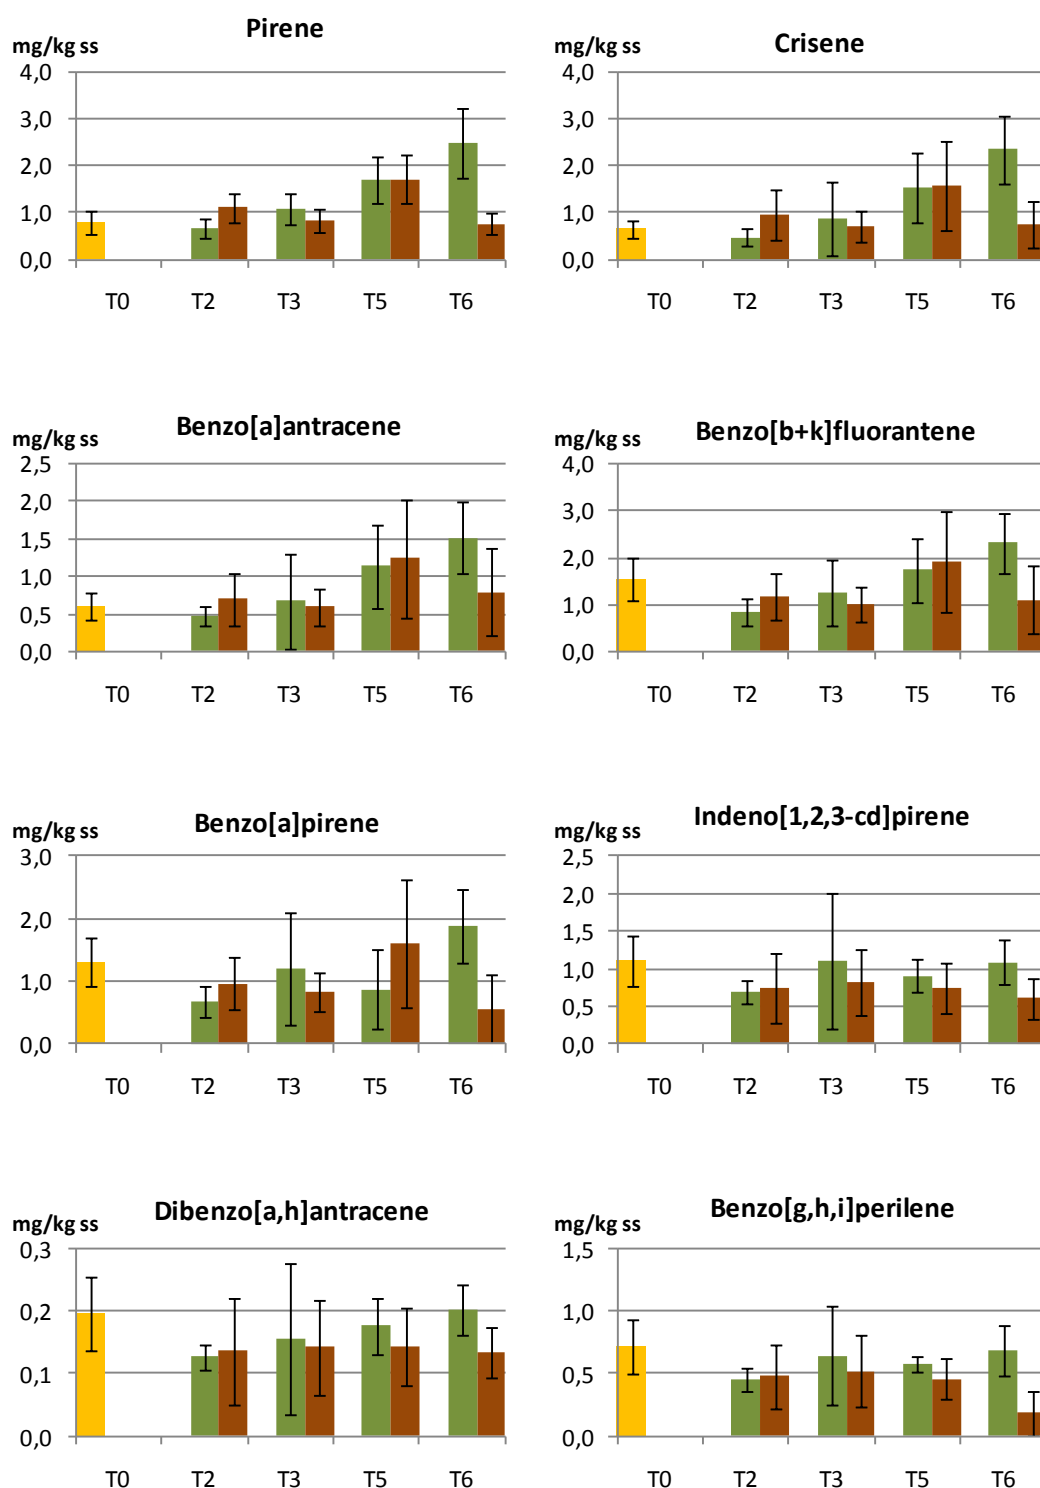 Pirene
mg/kg ss
4,0
3,0
2,0
1,0
0,0
T0 T2 T3 T5 T6
Crisene
mg/kg ss
4,0
3,0
2,0
1,0
0,0
T0 T2 T3 T5 T6
Benzo[a]antracene
mg/kg ss
2,5
2,0
1,5
1,0
0,5
0,0
T0 T2 T3 T5 T6
Benzo[b+k]fluorantene
mg/kg ss
4,0
3,0
2,0
1,0
0,0
T0 T2 T3 T5 T6
Benzo[a]pirene
mg/kg ss
3,0
2,0
1,0
0,0
T0 T2 T3 T5 T6
Indeno[1,2,3-cd]pirene
mg/kg ss
2,5
2,0
1,5
1,0
0,5
0,0
T0 T2 T3 T5 T6
Dibenzo[a,h]antracene
mg/kg ss
0,3
0,2
0,1
0,0
T0 T2 T3 T5 T6
Benzo[g,h,i]perilene
mg/kg ss
1,5
1,0
0,5
0,0
T0 T2 T3 T5 T6